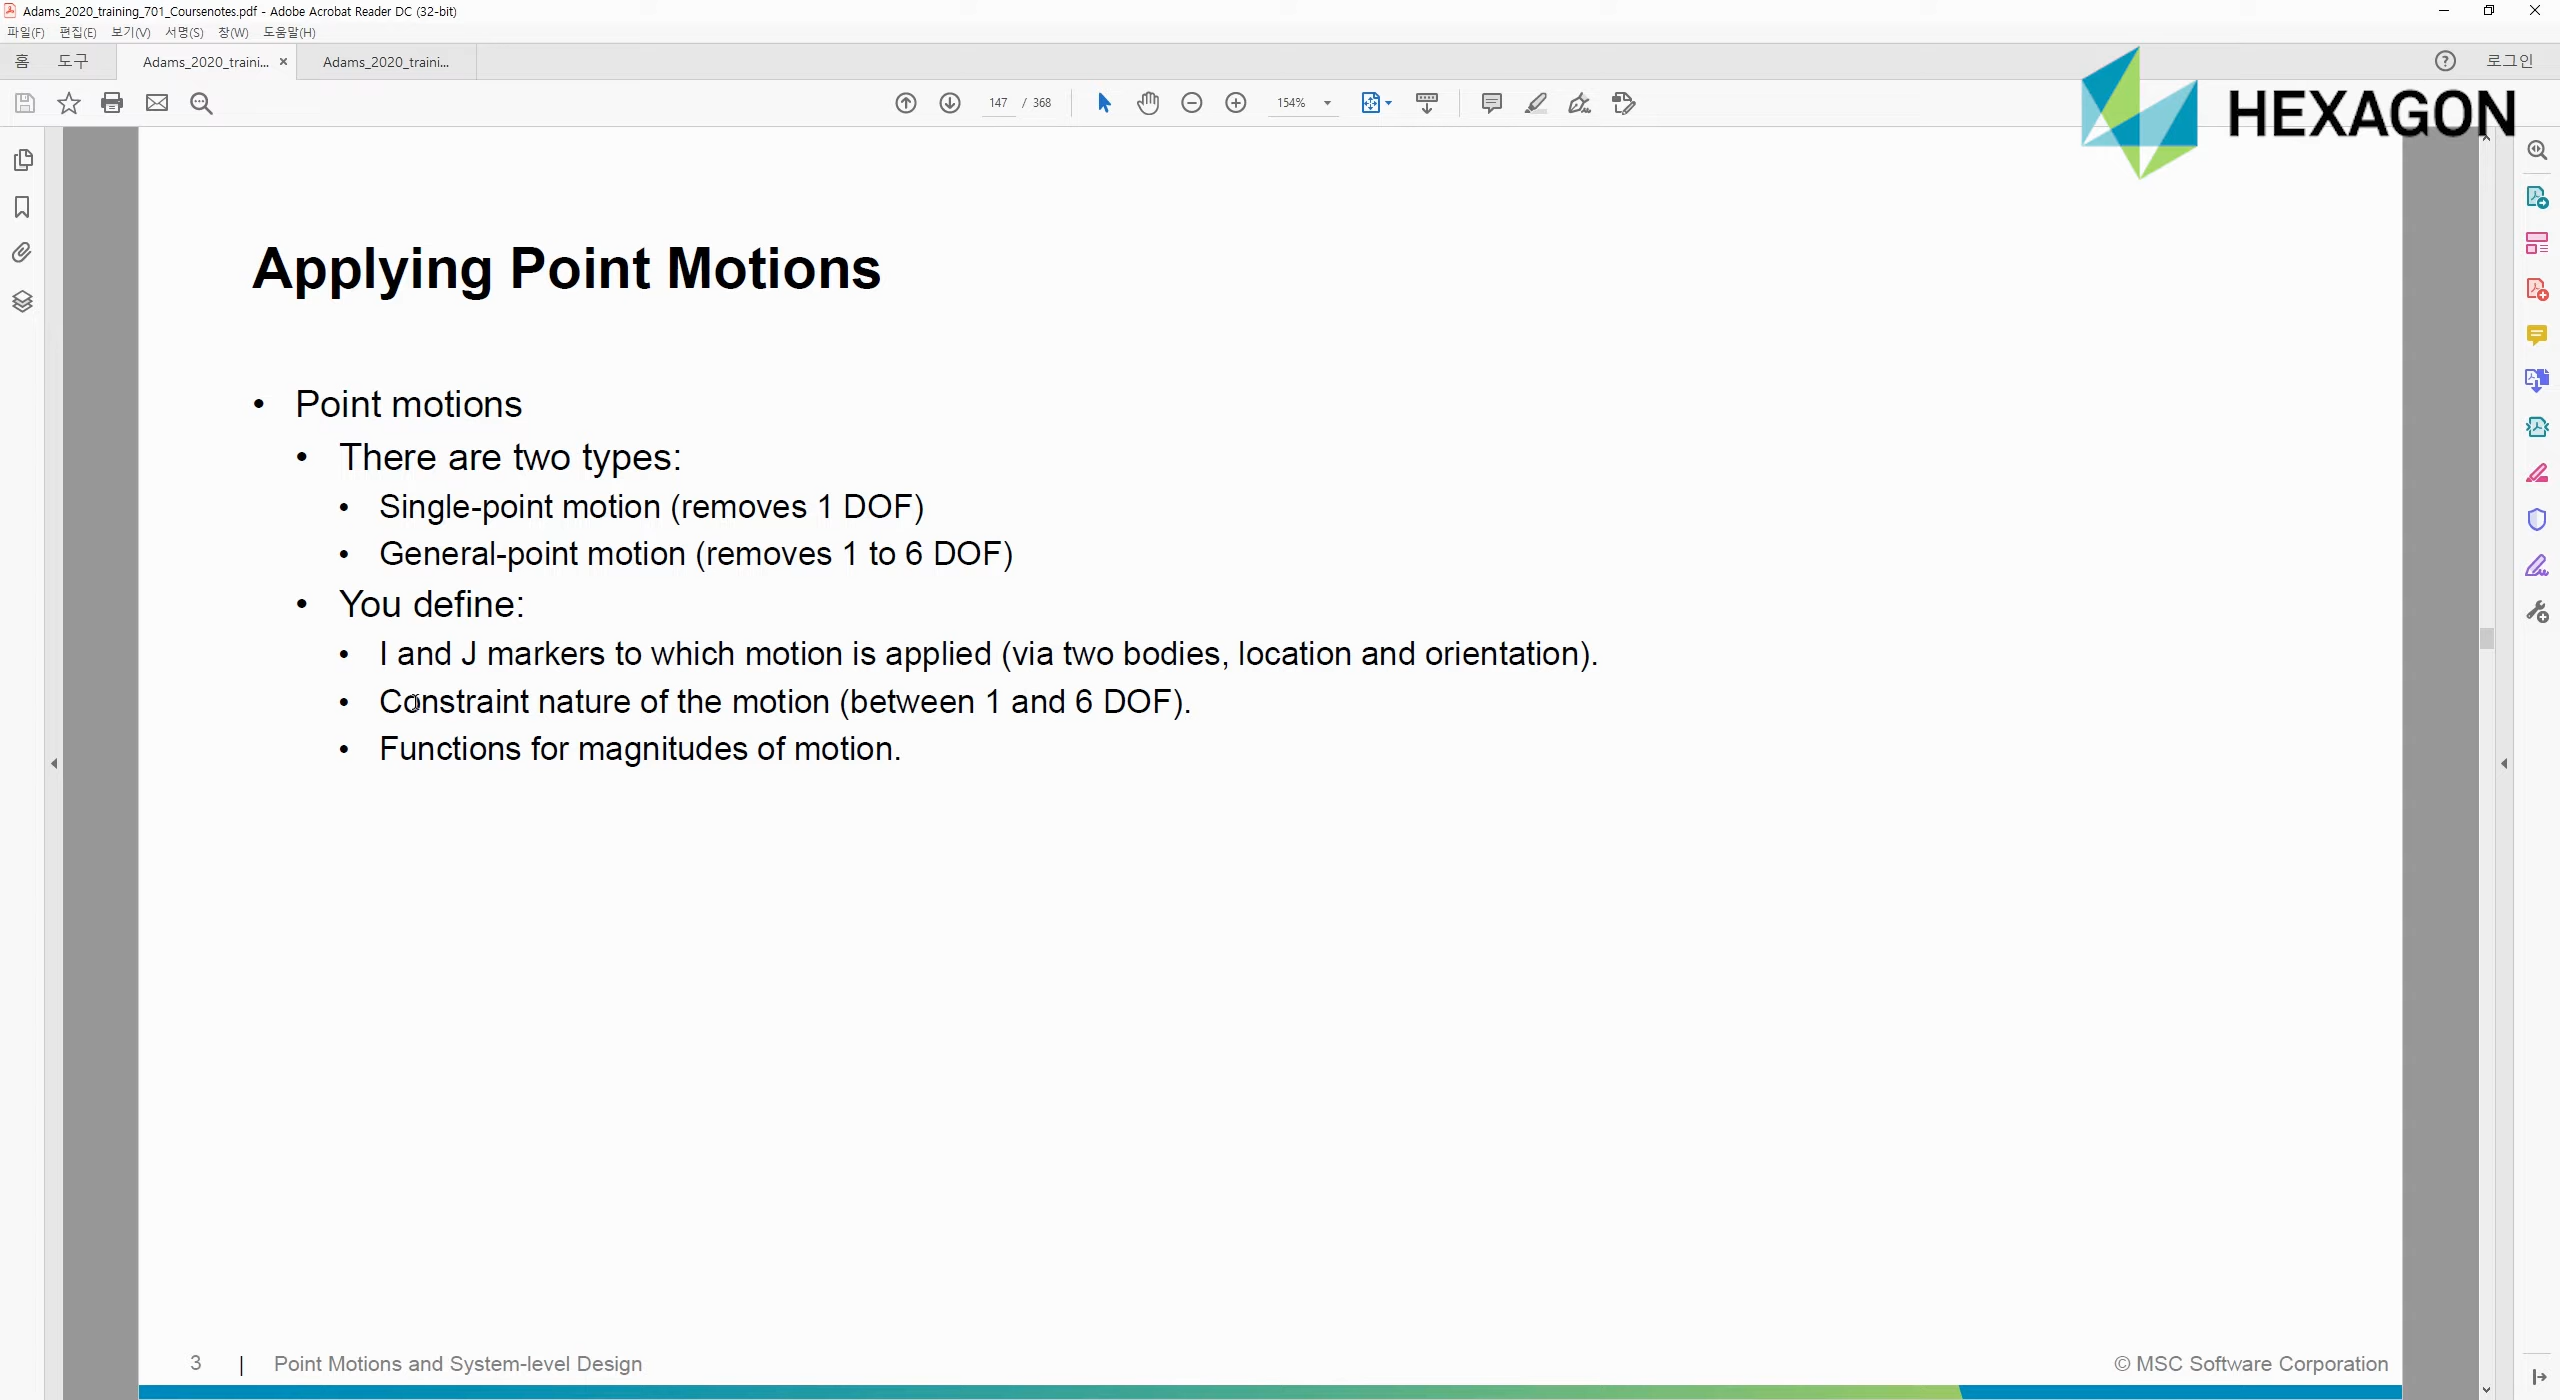 Adams_2020_training_701_Coursenotes.pdf - Adobe Acrobat Reader DC (32-bit)
파일(F) 편집(E) 보기(V) 서명(S) 창(W) 도움말(H)
홈 도구 Adams_2020_traini... Adams_2020_traini... 로그인
147 / 368 154%
HEXAGON
Applying Point Motions
• Point motions
• There are two types:
• Single-point motion (removes 1 DOF)
• General-point motion (removes 1 to 6 DOF)
• You define:
• I and J markers to which motion is applied (via two bodies, location and orientation).
• Constraint nature of the motion (between 1 and 6 DOF).
• Functions for magnitudes of motion.
3 | Point Motions and System-level Design © MSC Software Corporation